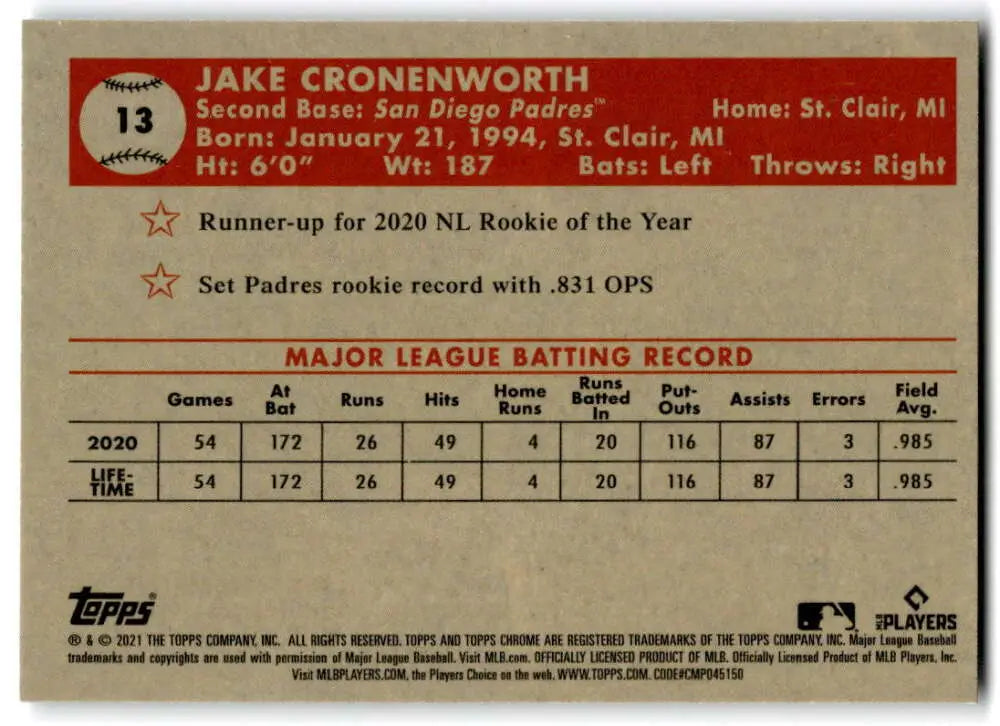 13
JAKE CRONENWORTH
Second Base: San Diego Padres™ Home: St. Clair, MI
Born: January 21, 1994, St. Clair, MI
Ht: 6'0" Wt: 187 Bats: Left Throws: Right
Runner-up for 2020 NL Rookie of the Year
Set Padres rookie record with .831 OPS
MAJOR LEAGUE BATTING RECORD
Games At Bat Runs Hits Home Runs Runs Batted In Put-Outs Assists Errors Field Avg.
2020 54 172 26 49 4 20 116 87 3 .985
LIFE-TIME 54 172 26 49 4 20 116 87 3 .985
Topps®
MLB PLAYERS
® & © 2021 THE TOPPS COMPANY, INC. ALL RIGHTS RESERVED. TOPPS AND TOPPS CHROME ARE REGISTERED TRADEMARKS OF THE TOPPS COMPANY, INC. Major League Baseball
trademarks and copyrights are used with permission of Major League Baseball. Visit MLB.com. OFFICIALLY LICENSED PRODUCT OF MLB. Officially Licensed Product of MLB Players, Inc.
Visit MLBPLAYERS.COM, the Players Choice on the web. WWW.TOPPS.COM. CODE#CMP045150